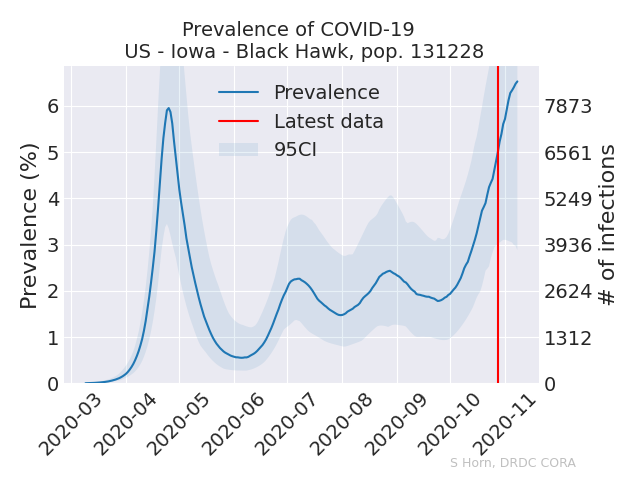 Prevalence of COVID-19
US - Iowa - Black Hawk, pop. 131228
Prevalence
Latest data
95CI
Prevalence (%)
6
5
4
3
2
1
0
7873
6561
5249
3936
2624
1312
0
# of infections
2020-03
2020-04
2020-05
2020-06
2020-07
2020-08
2020-09
2020-10
2020-11
S Horn, DRDC CORA